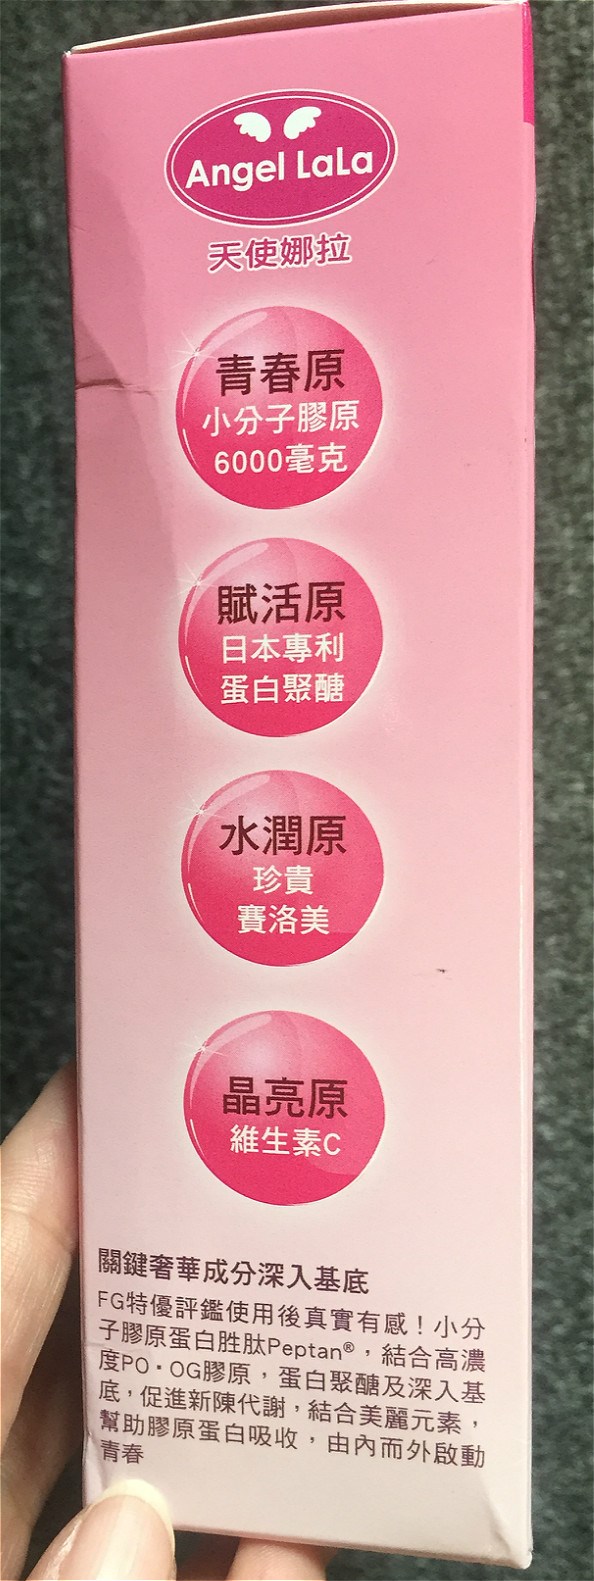 Angel LaLa
天使娜拉
青春原
小分子膠原
6000毫克
賦活原
日本專利
蛋白聚醣
水潤原
珍貴
賽洛美
晶亮原
維生素C
關鍵奢華成分深入基底
FG特優評鑑使用後真實有感！小分
子膠原蛋白胜肽Peptan®，結合高濃
度PO·OG膠原，蛋白聚醣及深入基
底，促進新陳代謝，結合美麗元素，
幫助膠原蛋白吸收，由內而外啟動
青春